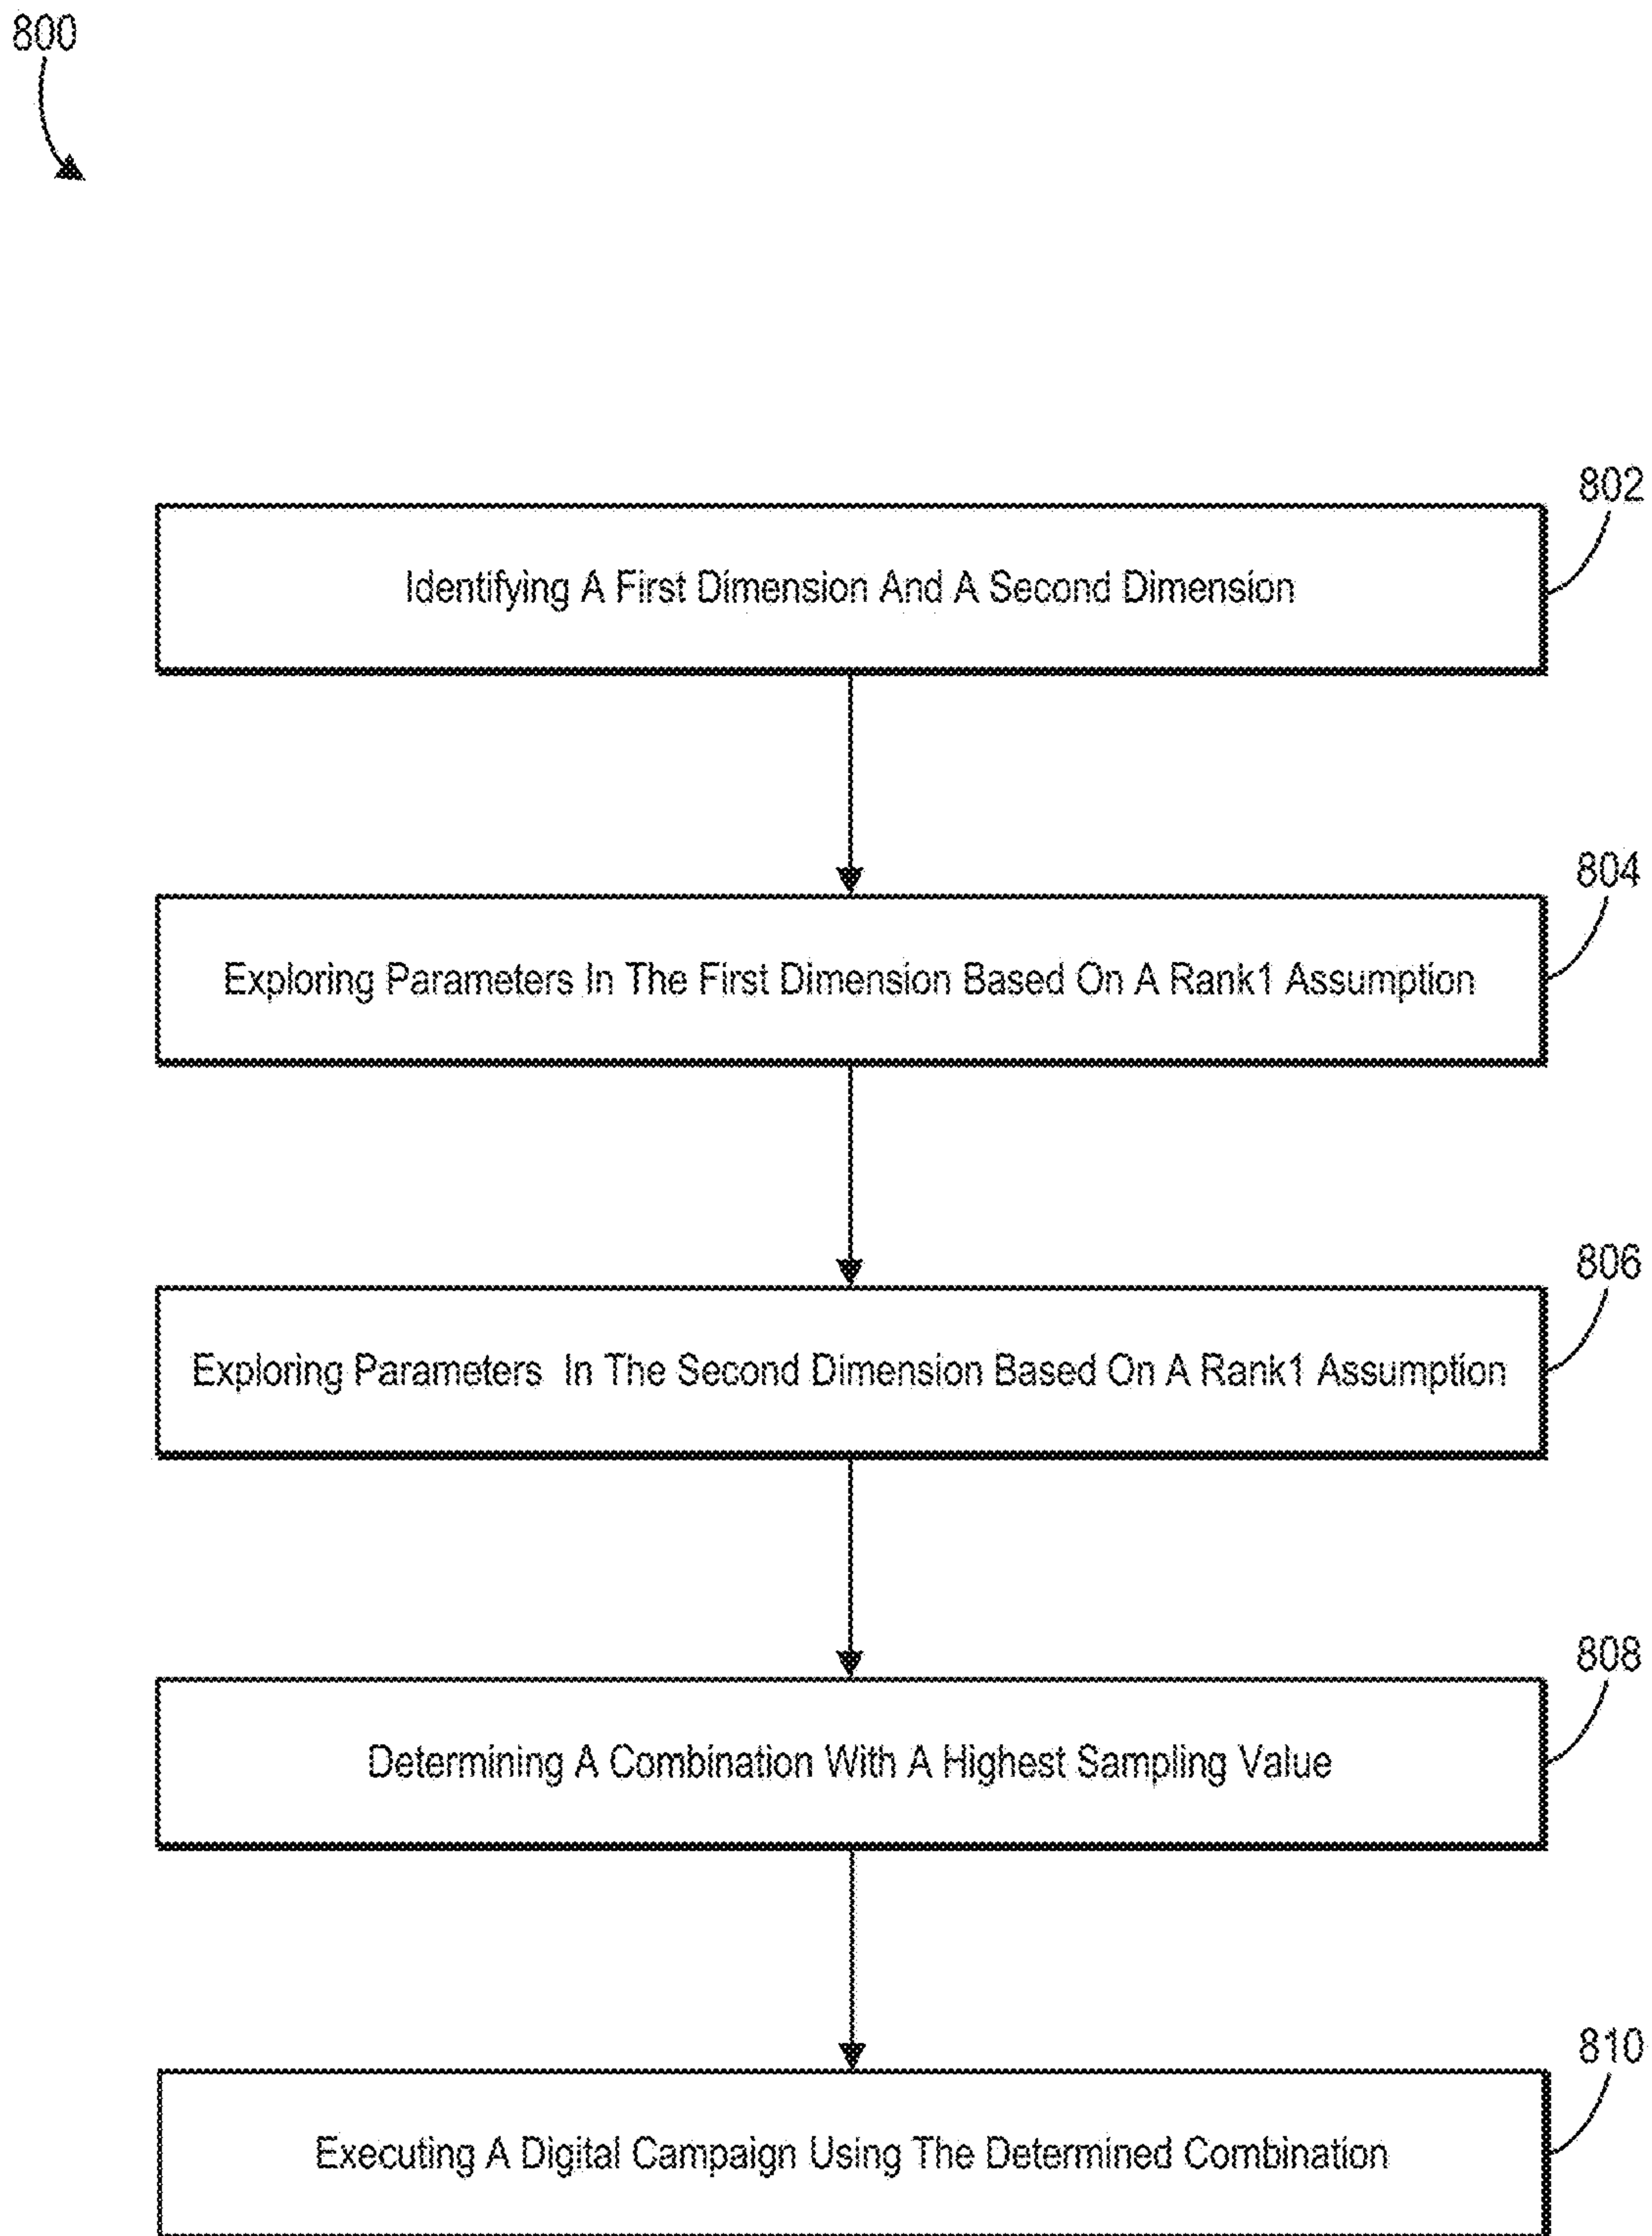 800
802
Identifying A First Dimension And A Second Dimension
804
Exploring Parameters In The First Dimension Based On A Rank1 Assumption
806
Exploring Parameters In The Second Dimension Based On A Rank1 Assumption
808
Determining A Combination With A Highest Sampling Value
810
Executing A Digital Campaign Using The Determined Combination